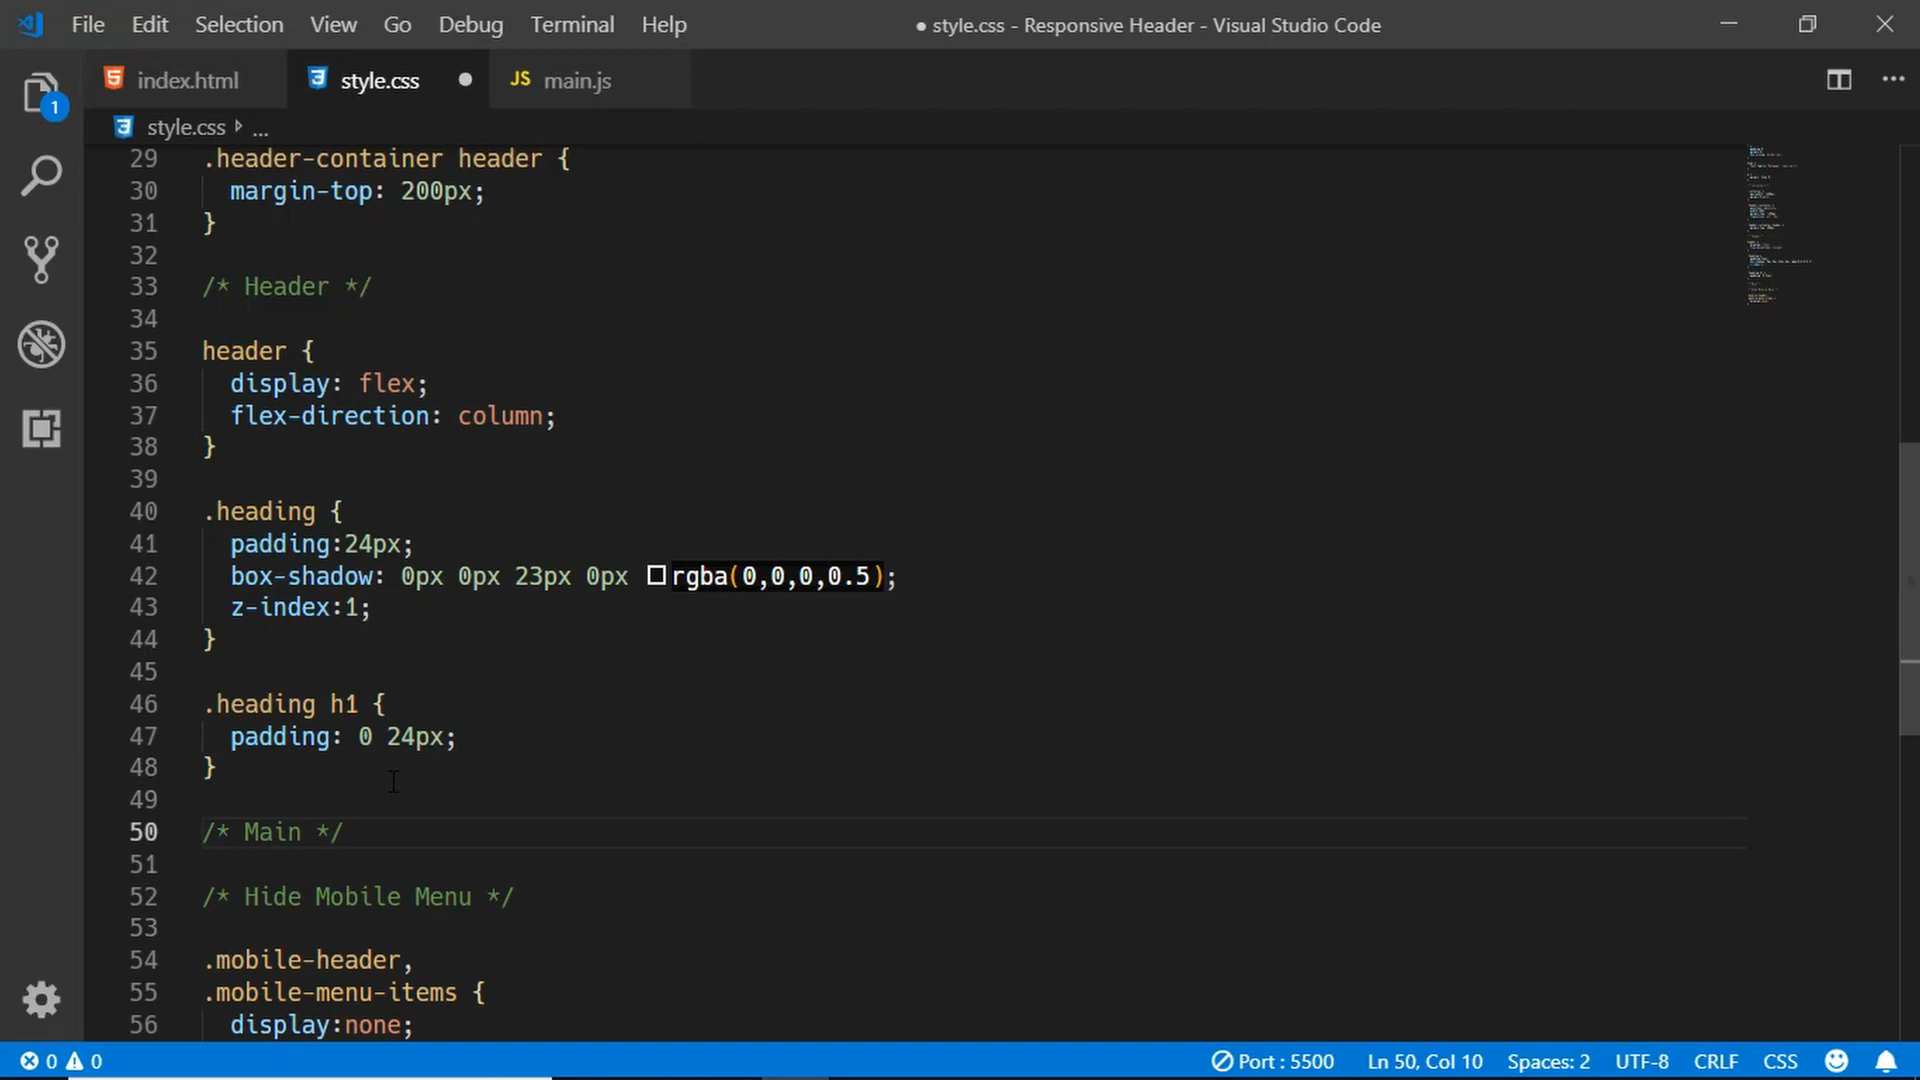 File Edit Selection View Go Debug Terminal Help
● style.css - Responsive Header - Visual Studio Code
index.html
style.css
JS main.js
1
style.css ...
29 .header-container header {
30 margin-top: 200px;
31 }
32
33 /* Header */
34
35 header {
36 display: flex;
37 flex-direction: column;
38 }
39
40 .heading {
41 padding:24px;
42 box-shadow: 0px 0px 23px 0px rgba(0,0,0,0.5);
43 z-index:1;
44 }
45
46 .heading h1 {
47 padding: 0 24px;
48 }
49
50 /* Main */
51
52 /* Hide Mobile Menu */
53
54 .mobile-header,
55 .mobile-menu-items {
56 display:none;
0 0 Port : 5500 Ln 50, Col 10 Spaces: 2 UTF-8 CRLF CSS